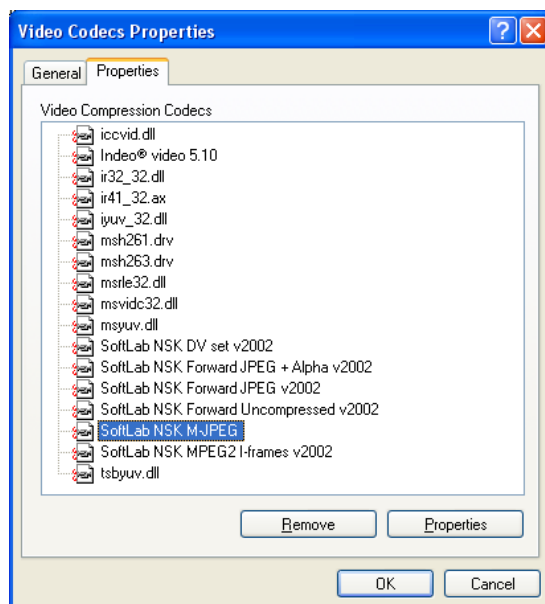 Video Codecs Properties
General Properties
Video Compression Codecs
iccvid.dll
Indeo® video 5.10
ir32_32.dll
ir41_32.ax
iyuv_32.dll
msh261.drv
msh263.drv
msrle32.dll
msvidc32.dll
msyuv.dll
SoftLab NSK DV set v2002
SoftLab NSK Forward JPEG + Alpha v2002
SoftLab NSK Forward JPEG v2002
SoftLab NSK Forward Uncompressed v2002
SoftLab NSK M-JPEG
SoftLab NSK MPEG2 I-frames v2002
tsbyuv.dll
Remove Properties
OK Cancel